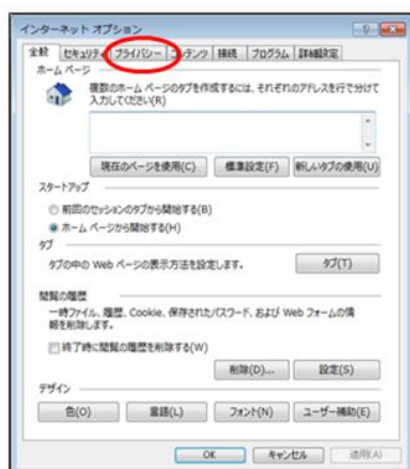 インターネット オプション
全般 セキュリティ プライバシー コンテンツ 接続 プログラム 詳細設定
ホーム ページ
複数のホーム ページのタブを作成するには、それぞれのアドレスを行で分けて
入力してください(R)
現在のページを使用(C) 標準設定(F) 新しいタブの使用(U)
スタートアップ
前回のセッションのタブから開始する(B)
ホーム ページから開始する(H)
タブ
タブの中の Web ページの表示方法を設定します。 タブ(T)
閲覧の履歴
一時ファイル、履歴、Cookie、保存されたパスワード、および Web フォームの情
報を削除します。
終了時に閲覧の履歴を削除する(W)
削除(D)... 設定(S)
デザイン
色(O) 言語(L) フォント(N) ユーザー補助(E)
OK キャンセル 適用(A)